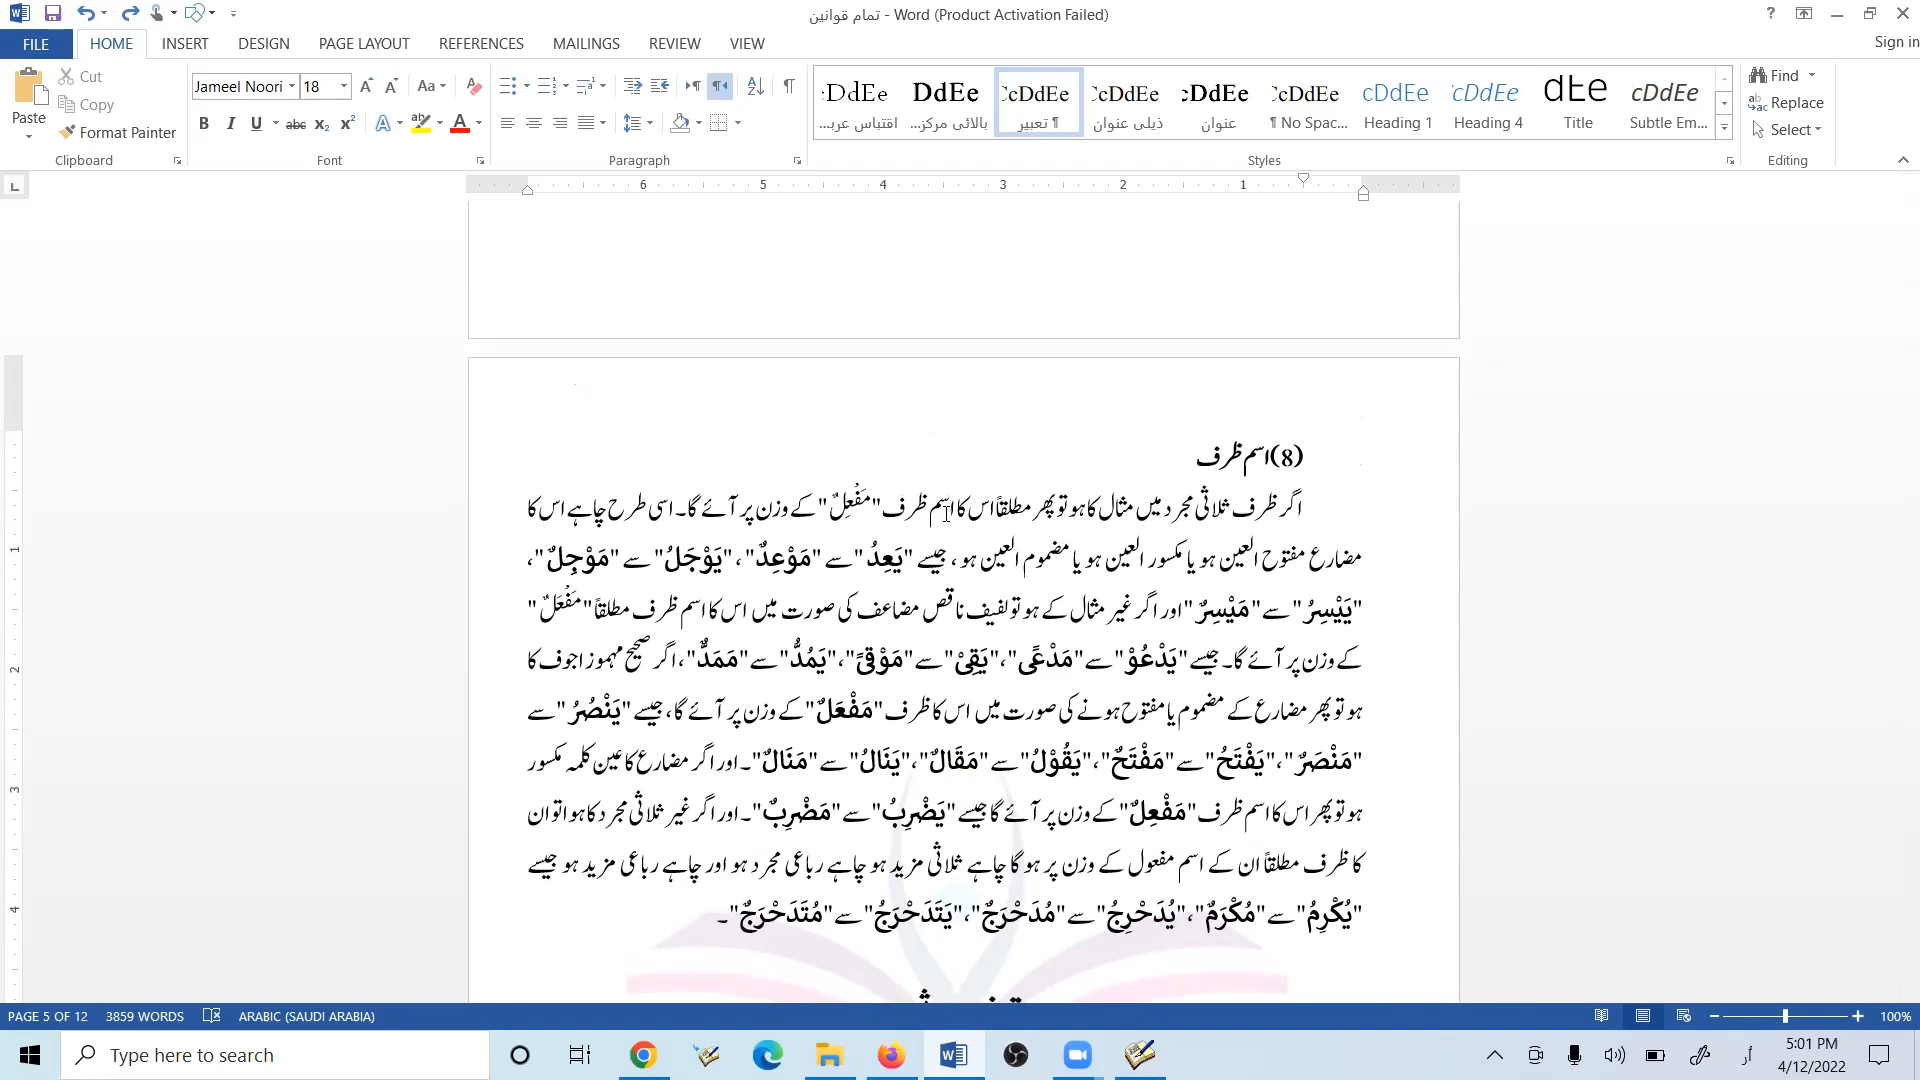 تمام قوانین - Word (Product Activation Failed)
Sign in
FILE HOME INSERT DESIGN PAGE LAYOUT REFERENCES MAILINGS REVIEW VIEW
Paste
Cut
Copy
Format Painter
Clipboard
Jameel Noori 18
Font
Paragraph
اقتباس عرب...
بالائی مرکز...
¶ تعبیر
ذیلی عنوان
عنوان
¶ No Spac...
Heading 1
Heading 4
Title
Subtle Em...
Styles
Find
Replace
Select
Editing
6 5 4 3 2 1
(8)اسم ظرف
اگر ظرف ثلاثی مجرد میں مثال کا ہو تو پھر مطلقاً اس کا اسم ظرف "مَفْعِلٌ" کے وزن پر آئے گا۔ اسی طرح چاہے اس کا
مضارع مفتوح العین ہو یا مکسور العین ہو یا مضموم العین ہو ، جیسے "یَعِدُ" سے "مَوْعِدٌ"، "یَوْجَلُ" سے "مَوْجِلٌ"،
"یَیْسِرُ" سے "مَیْسِرٌ" اور اگر غیر مثال کے ہو تو لفیف ناقص مضاعف کی صورت میں اس کا اسم ظرف مطلقاً "مَفْعَلٌ"
کے وزن پر آئے گا۔ جیسے "یَدْعُوْ" سے "مَدْعًی"، "یَقِیْ" سے "مَوْقیً"، "یَمُدُّ" سے "مَمَدٌّ"، اگر صحیح مہموز اجوف کا
ہو تو پھر مضارع کے مضموم یا مفتوح ہونے کی صورت میں اس کا ظرف "مَفْعَلٌ" کے وزن پر آئے گا، جیسے "یَنْصُرُ" سے
"مَنْصَرٌ"، "یَفْتَحُ" سے "مَفْتَحٌ"، "یَقُوْلُ" سے "مَقَالٌ"، "یَنَالُ" سے "مَنَالٌ"۔ اور اگر مضارع کا عین کلمہ مکسور
ہو تو پھر اس کا اسم ظرف "مَفْعِلٌ" کے وزن پر آئے گا جیسے "یَضْرِبُ" سے "مَضْرِبٌ"۔ اور اگر غیر ثلاثی مجرد کا ہو اتو ان
کا ظرف مطلقاً ان کے اسم مفعول کے وزن پر ہو گا چاہے ثلاثی مزید ہو چاہے رباعی مجرد ہو اور چاہے رباعی مزید ہو جیسے
"یُکْرِمُ" سے "مُکْرَمٌ"، "یُدَحْرِجُ" سے "مُدَحْرَجٌ"، "یَتَدَحْرَجُ" سے "مُتَدَحْرَجٌ"۔
PAGE 5 OF 12 3859 WORDS ARABIC (SAUDI ARABIA) 100%
Type here to search
أر
5:01 PM
4/12/2022